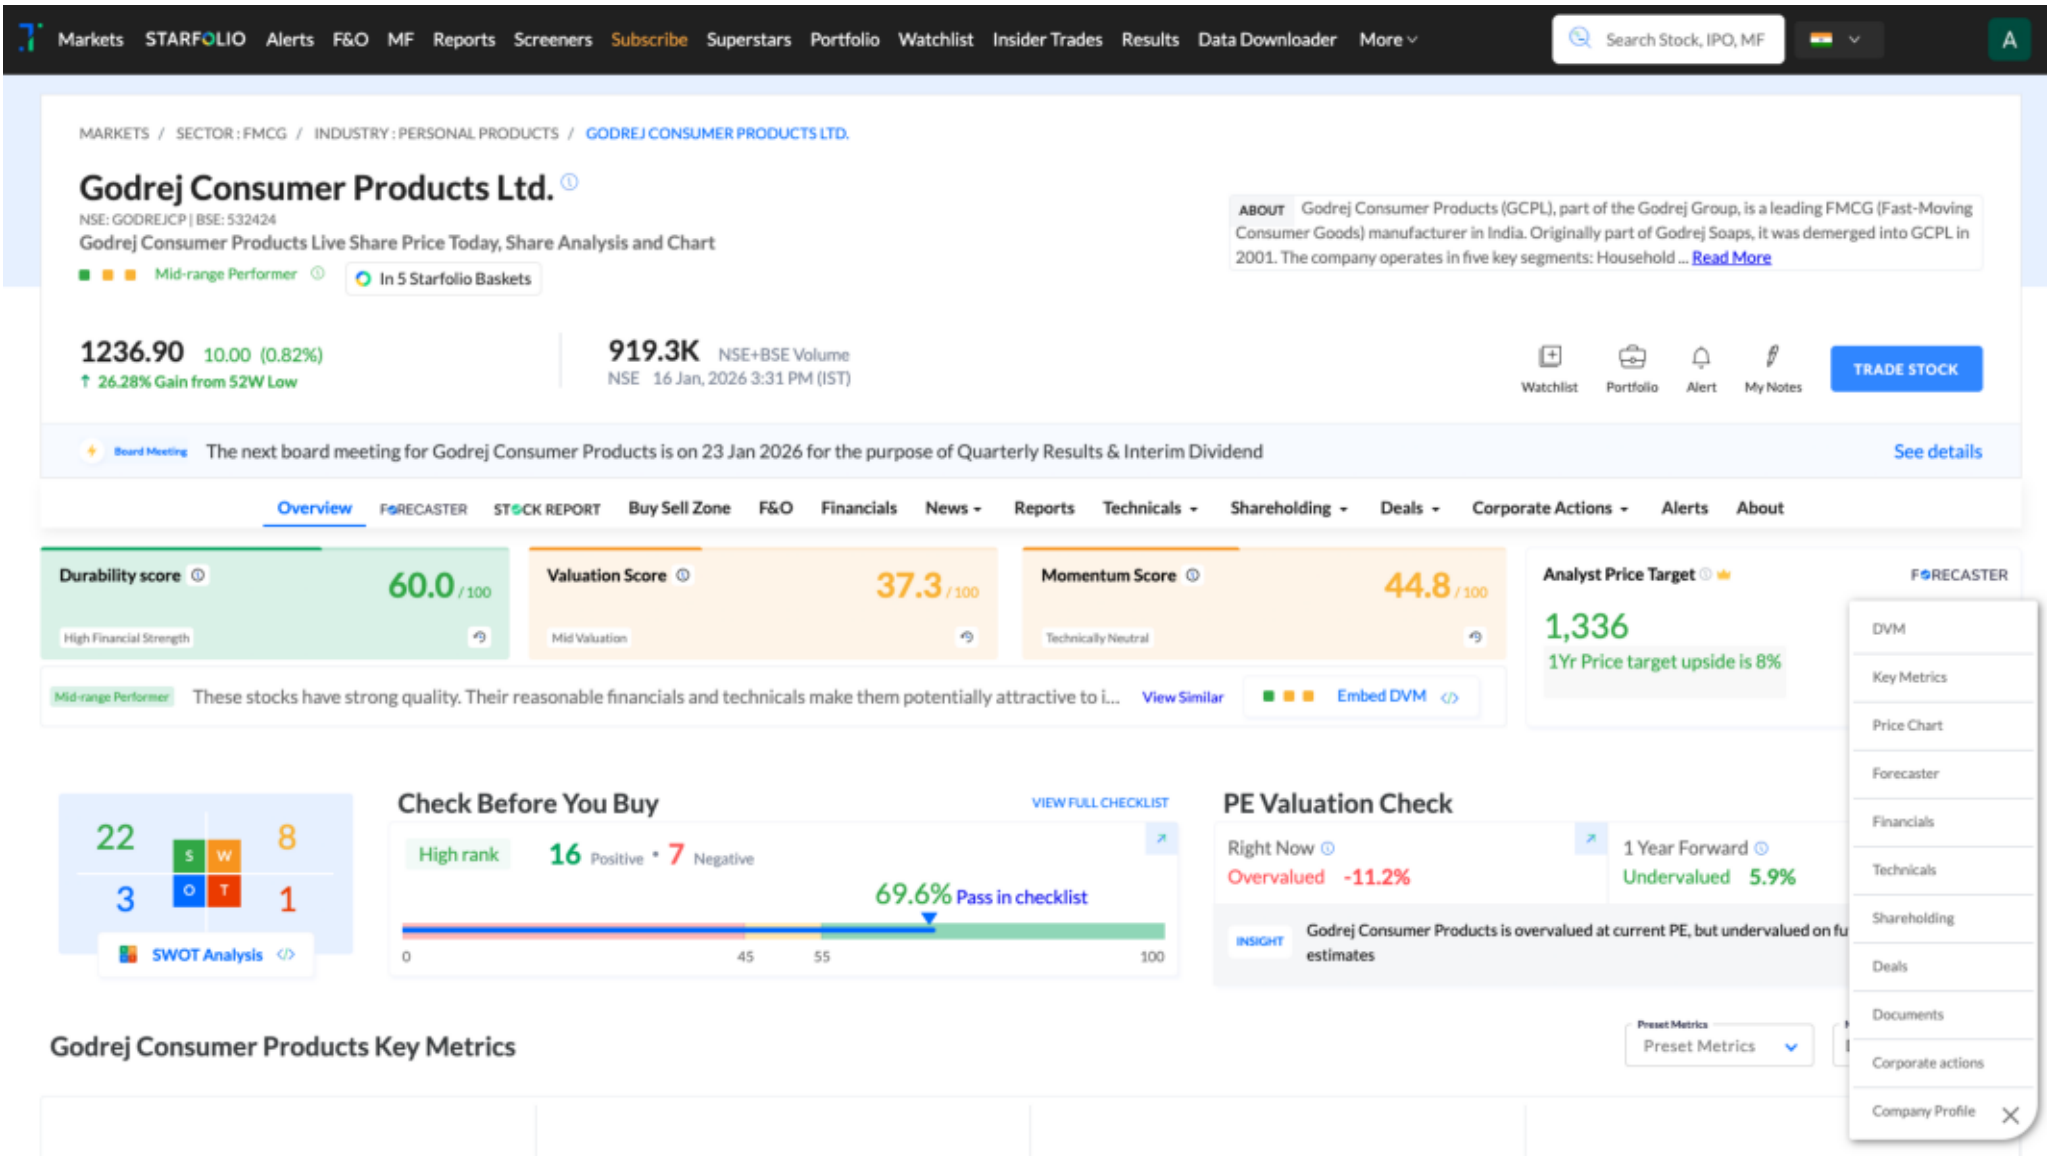 Markets STARFOLIO Alerts F&O MF Reports Screeners Subscribe Superstars Portfolio Watchlist Insider Trades Results Data Downloader More Search Stock, IPO, MF A
MARKETS / SECTOR : FMCG / INDUSTRY : PERSONAL PRODUCTS / GODREJ CONSUMER PRODUCTS LTD.
Godrej Consumer Products Ltd.
NSE: GODREJCP | BSE: 532424
Godrej Consumer Products Live Share Price Today, Share Analysis and Chart
Mid-range Performer In 5 Starfolio Baskets
ABOUT Godrej Consumer Products (GCPL), part of the Godrej Group, is a leading FMCG (Fast-Moving
Consumer Goods) manufacturer in India. Originally part of Godrej Soaps, it was demerged into GCPL in
2001. The company operates in five key segments: Household ... Read More
1236.90 10.00 (0.82%)
↑ 26.28% Gain from 52W Low
919.3K NSE+BSE Volume
NSE 16 Jan, 2026 3:31 PM (IST)
Watchlist Portfolio Alert My Notes TRADE STOCK
Board Meeting The next board meeting for Godrej Consumer Products is on 23 Jan 2026 for the purpose of Quarterly Results & Interim Dividend See details
Overview FORECASTER STOCK REPORT Buy Sell Zone F&O Financials News Reports Technicals Shareholding Deals Corporate Actions Alerts About
Durability score 60.0 / 100
High Financial Strength
Valuation Score 37.3 / 100
Mid Valuation
Momentum Score 44.8 / 100
Technically Neutral
Analyst Price Target FORECASTER
1,336
1Yr Price target upside is 8%
Mid-range Performer These stocks have strong quality. Their reasonable financials and technicals make them potentially attractive to i... View Similar Embed DVM </>
22 8
S W
O T
3 1
SWOT Analysis </>
Check Before You Buy VIEW FULL CHECKLIST
High rank 16 Positive • 7 Negative
69.6% Pass in checklist
0 45 55 100
PE Valuation Check
Right Now
Overvalued -11.2%
1 Year Forward
Undervalued 5.9%
INSIGHT Godrej Consumer Products is overvalued at current PE, but undervalued on fu
estimates
Godrej Consumer Products Key Metrics
Preset Metrics
Preset Metrics
DVM
Key Metrics
Price Chart
Forecaster
Financials
Technicals
Shareholding
Deals
Documents
Corporate actions
Company Profile